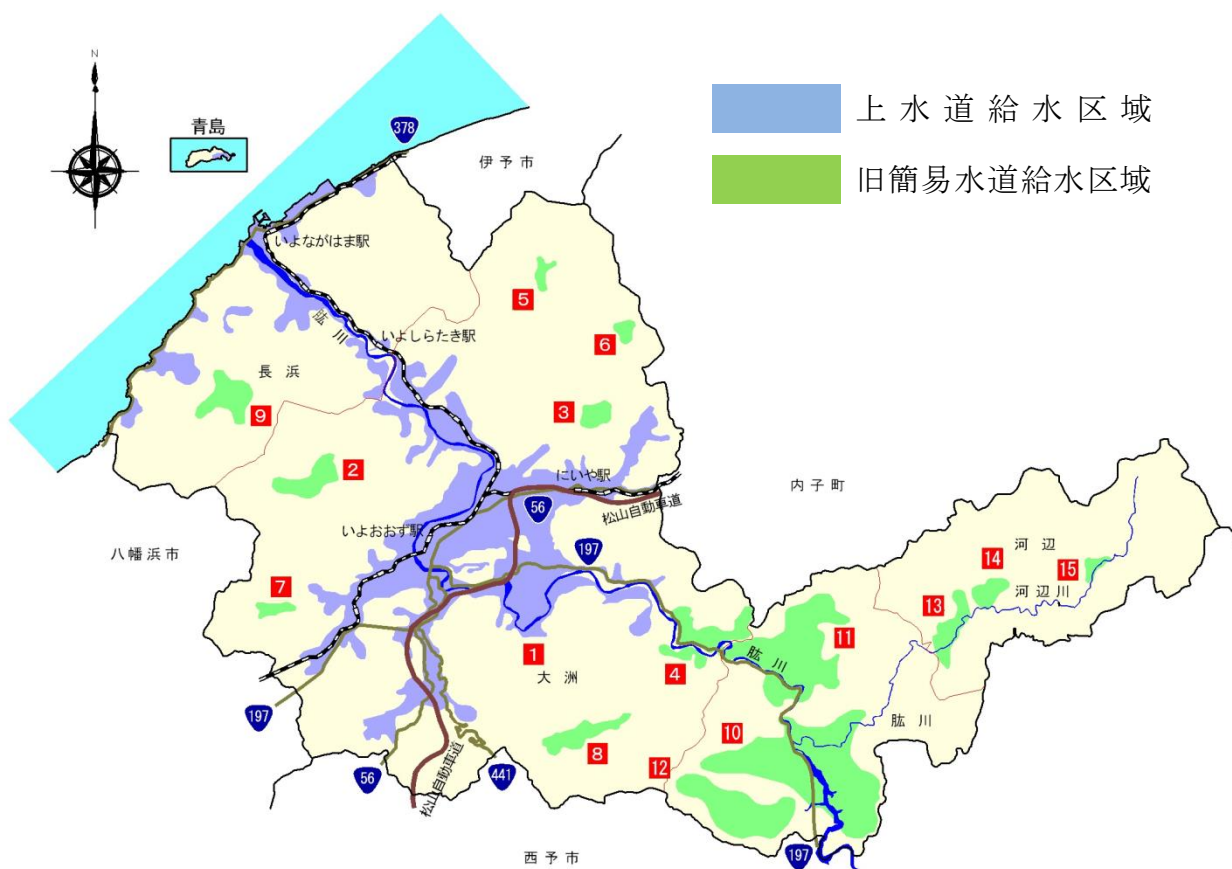 N
青島
378
伊予市
上水道給水区域
旧簡易水道給水区域
いよながはま駅
肱川
いよしらたき駅
5
6
長浜
9
3
2
にいや駅
内子町
56
松山自動車道
いよおおず駅
八幡浜市
197
河辺
14
15
河辺川
7
13
11
1
肱川
4
大洲
197
10
肱川
8
12
56
松山自動車道
441
西予市
197